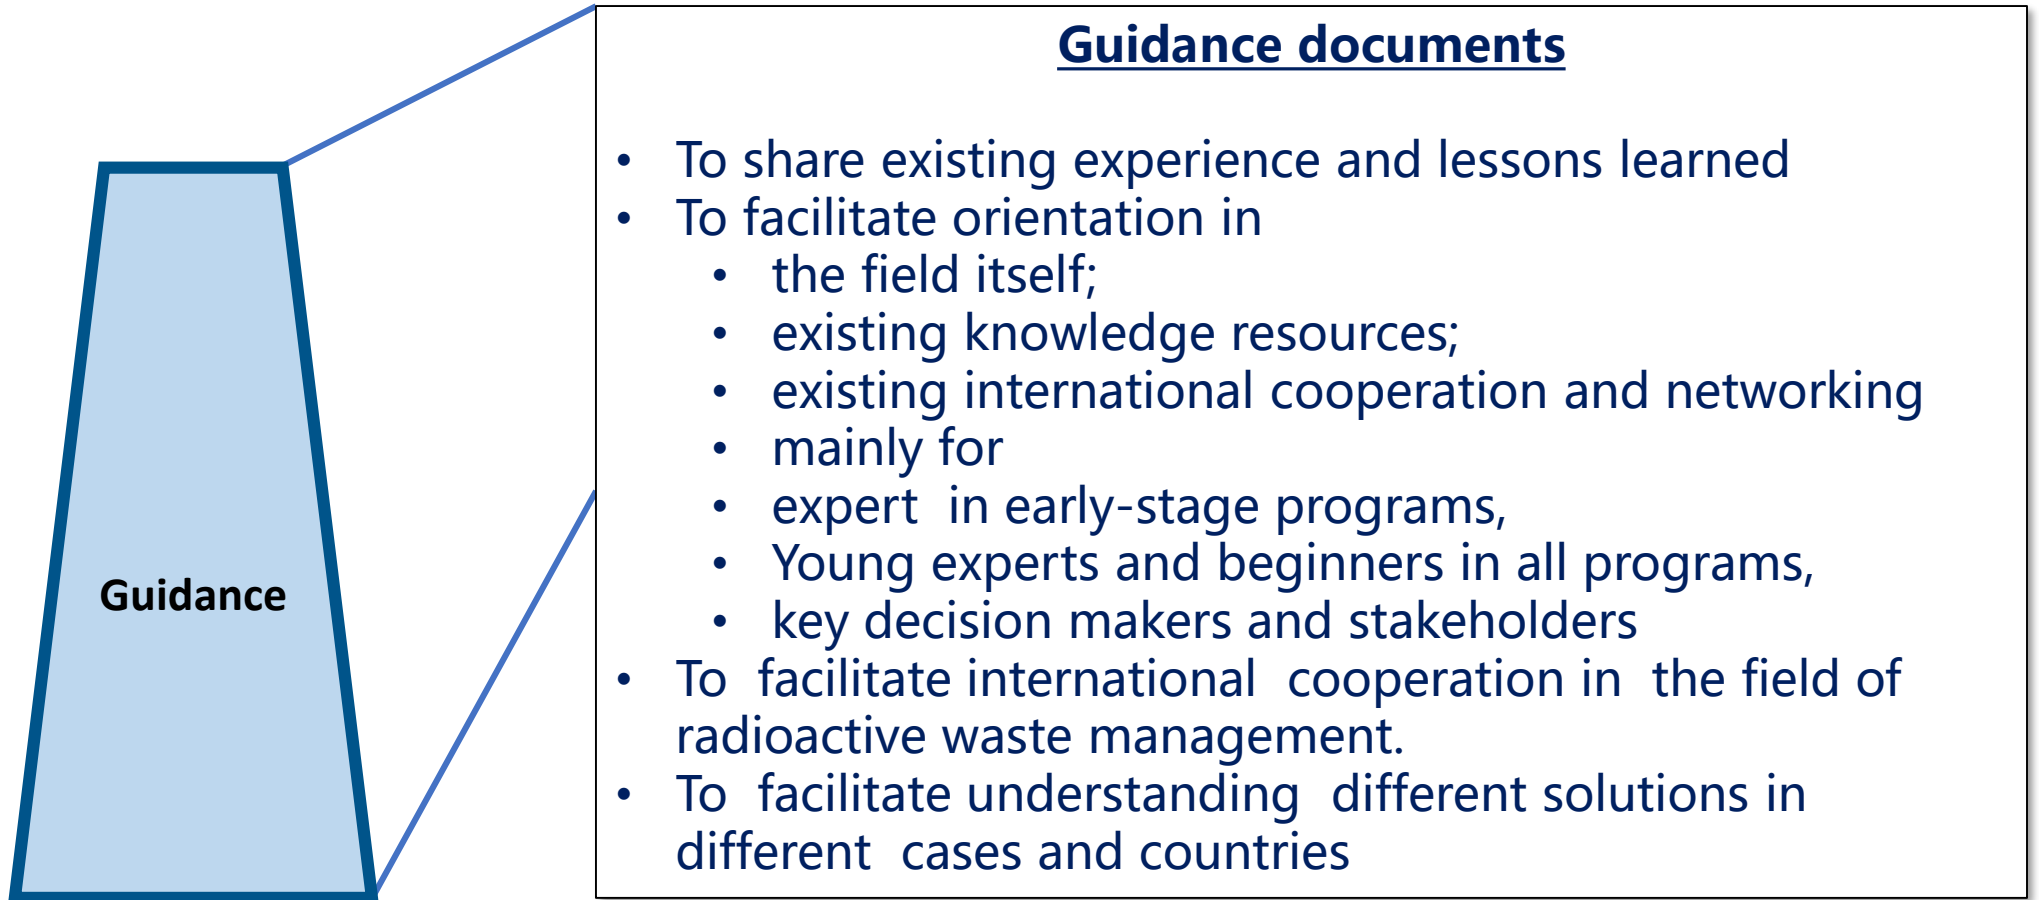 Guidance documents
• To share existing experience and lessons learned
• To facilitate orientation in
• the field itself;
• existing knowledge resources;
• existing international cooperation and networking
• mainly for
• expert  in early-stage programs,
• Young experts and beginners in all programs,
• key decision makers and stakeholders
• To  facilitate international  cooperation in  the field of
radioactive waste management.
• To  facilitate understanding  different solutions in
different  cases and countries
Guidance